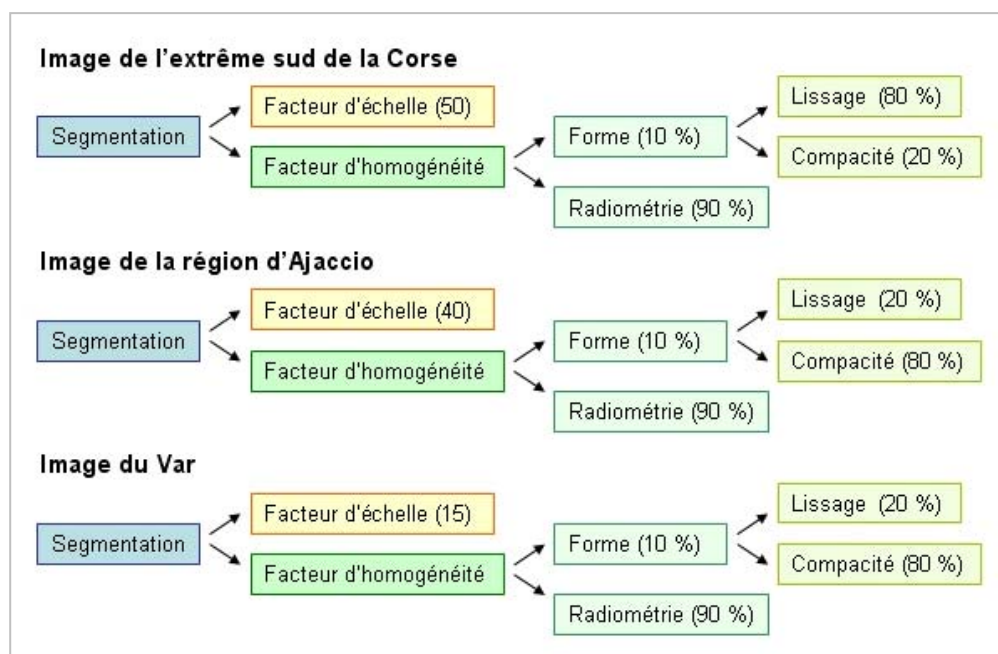 Image de l'extrême sud de la Corse
Segmentation
Facteur d'échelle (50)
Facteur d'homogénéité
Forme (10 %)
Radiométrie (90 %)
Lissage (80 %)
Compacité (20 %)
Image de la région d'Ajaccio
Segmentation
Facteur d'échelle (40)
Facteur d'homogénéité
Forme (10 %)
Radiométrie (90 %)
Lissage (20 %)
Compacité (80 %)
Image du Var
Segmentation
Facteur d'échelle (15)
Facteur d'homogénéité
Forme (10 %)
Radiométrie (90 %)
Lissage (20 %)
Compacité (80 %)